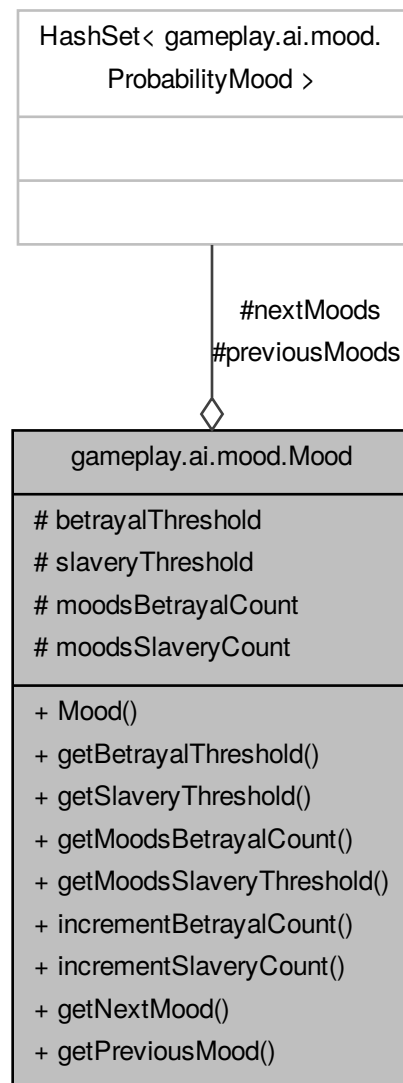 HashSet< gameplay.ai.mood.
ProbabilityMood >
#nextMoods
#previousMoods
gameplay.ai.mood.Mood
# betrayalThreshold
# slaveryThreshold
# moodsBetrayalCount
# moodsSlaveryCount
+ Mood()
+ getBetrayalThreshold()
+ getSlaveryThreshold()
+ getMoodsBetrayalCount()
+ getMoodsSlaveryThreshold()
+ incrementBetrayalCount()
+ incrementSlaveryCount()
+ getNextMood()
+ getPreviousMood()